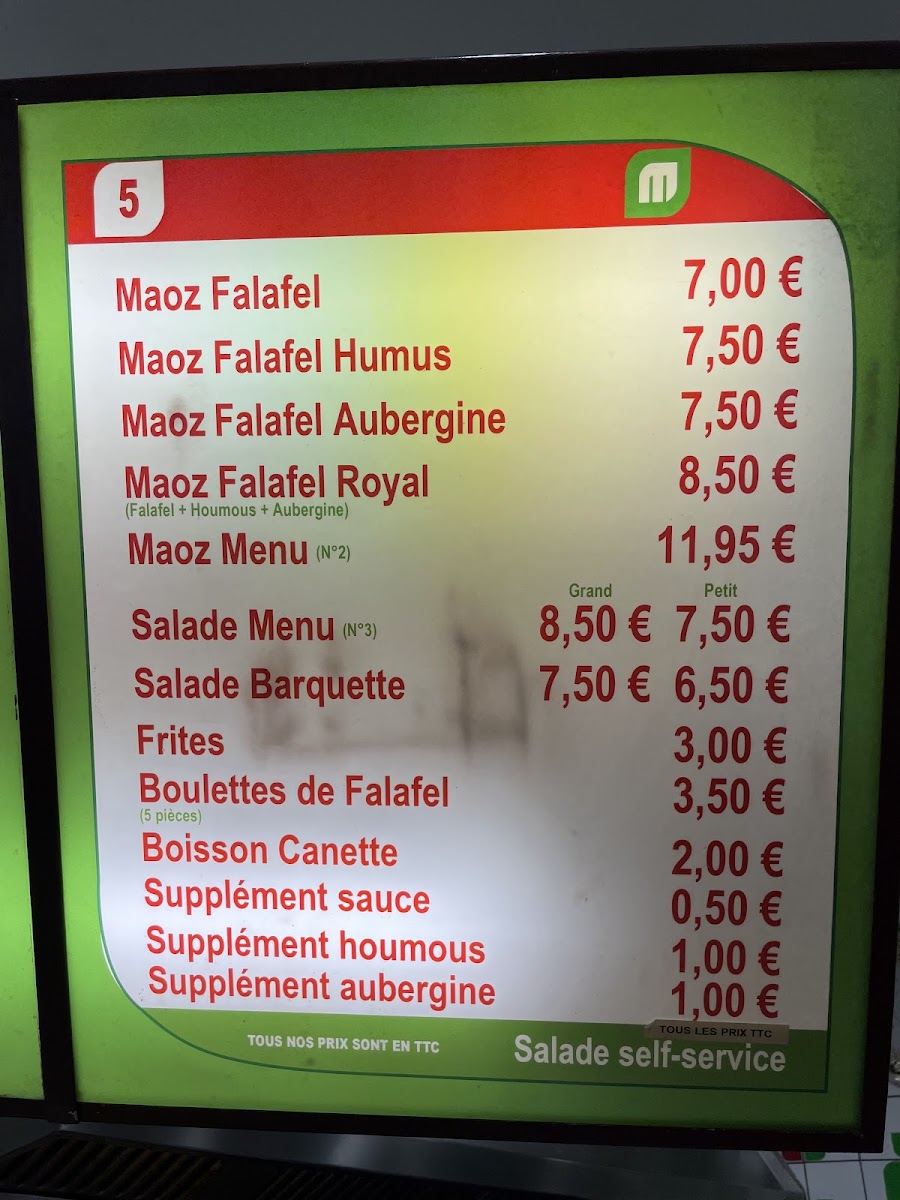 5 m
Maoz Falafel 7,00 €
Maoz Falafel Humus 7,50 €
Maoz Falafel Aubergine 7,50 €
Maoz Falafel Royal 8,50 €
(Falafel + Houmous + Aubergine)
Maoz Menu (N°2) 11,95 €
Grand Petit
Salade Menu (N°3) 8,50 € 7,50 €
Salade Barquette 7,50 € 6,50 €
Frites 3,00 €
Boulettes de Falafel 3,50 €
(5 pièces)
Boisson Canette 2,00 €
Supplément sauce 0,50 €
Supplément houmous 1,00 €
Supplément aubergine 1,00 €
TOUS LES PRIX TTC
TOUS NOS PRIX SONT EN TTC Salade self-service